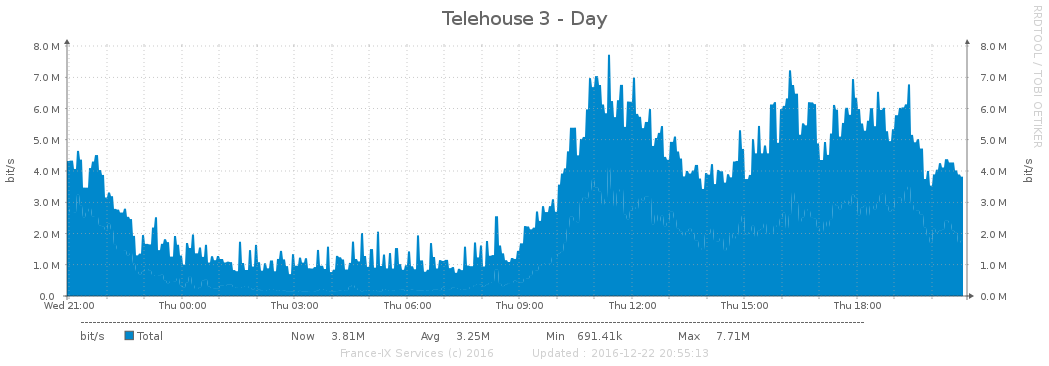 Telehouse 3 - Day
RRDTOOL / TOBI OETIKER
8.0 M 8.0 M
7.0 M 7.0 M
6.0 M 6.0 M
5.0 M 5.0 M
4.0 M 4.0 M
3.0 M 3.0 M
2.0 M 2.0 M
1.0 M 1.0 M
0.0 0.0 M
bit/s bit/s
Wed 21:00 Thu 00:00 Thu 03:00 Thu 06:00 Thu 09:00 Thu 12:00 Thu 15:00 Thu 18:00
bit/s Total Now 3.81M Avg 3.25M Min 691.41k Max 7.71M
France-IX Services (c) 2016 Updated : 2016-12-22 20:55:13